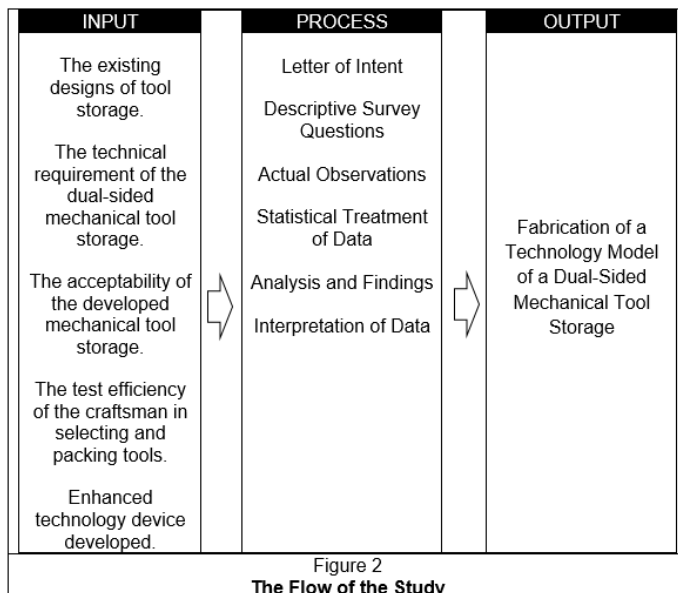 INPUT
The existing
designs of tool
storage.
The technical
requirement of the
dual-sided
mechanical tool
storage.
The acceptability of
the developed
mechanical tool
storage.
The test efficiency
of the craftsman in
selecting and
packing tools.
Enhanced
technology device
developed.
PROCESS
Letter of Intent
Descriptive Survey
Questions
Actual Observations
Statistical Treatment
of Data
Analysis and Findings
Interpretation of Data
OUTPUT
Fabrication of a
Technology Model
of a Dual-Sided
Mechanical Tool
Storage
Figure 2
The Flow of the Study